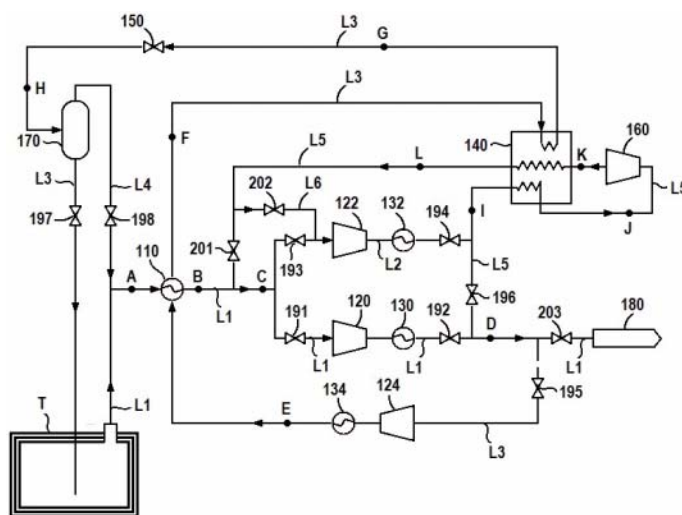 150
L3
G
H
L3
170
F
140
160
K
L3
L4
L5
L
L5
197
198
202
L6
122
132
194
I
J
110
201
193
L2
L5
A
B
C
L1
191
120
130
192
196
D
203
180
L1
L1
L1
195
T
L1
E
134
124
L3